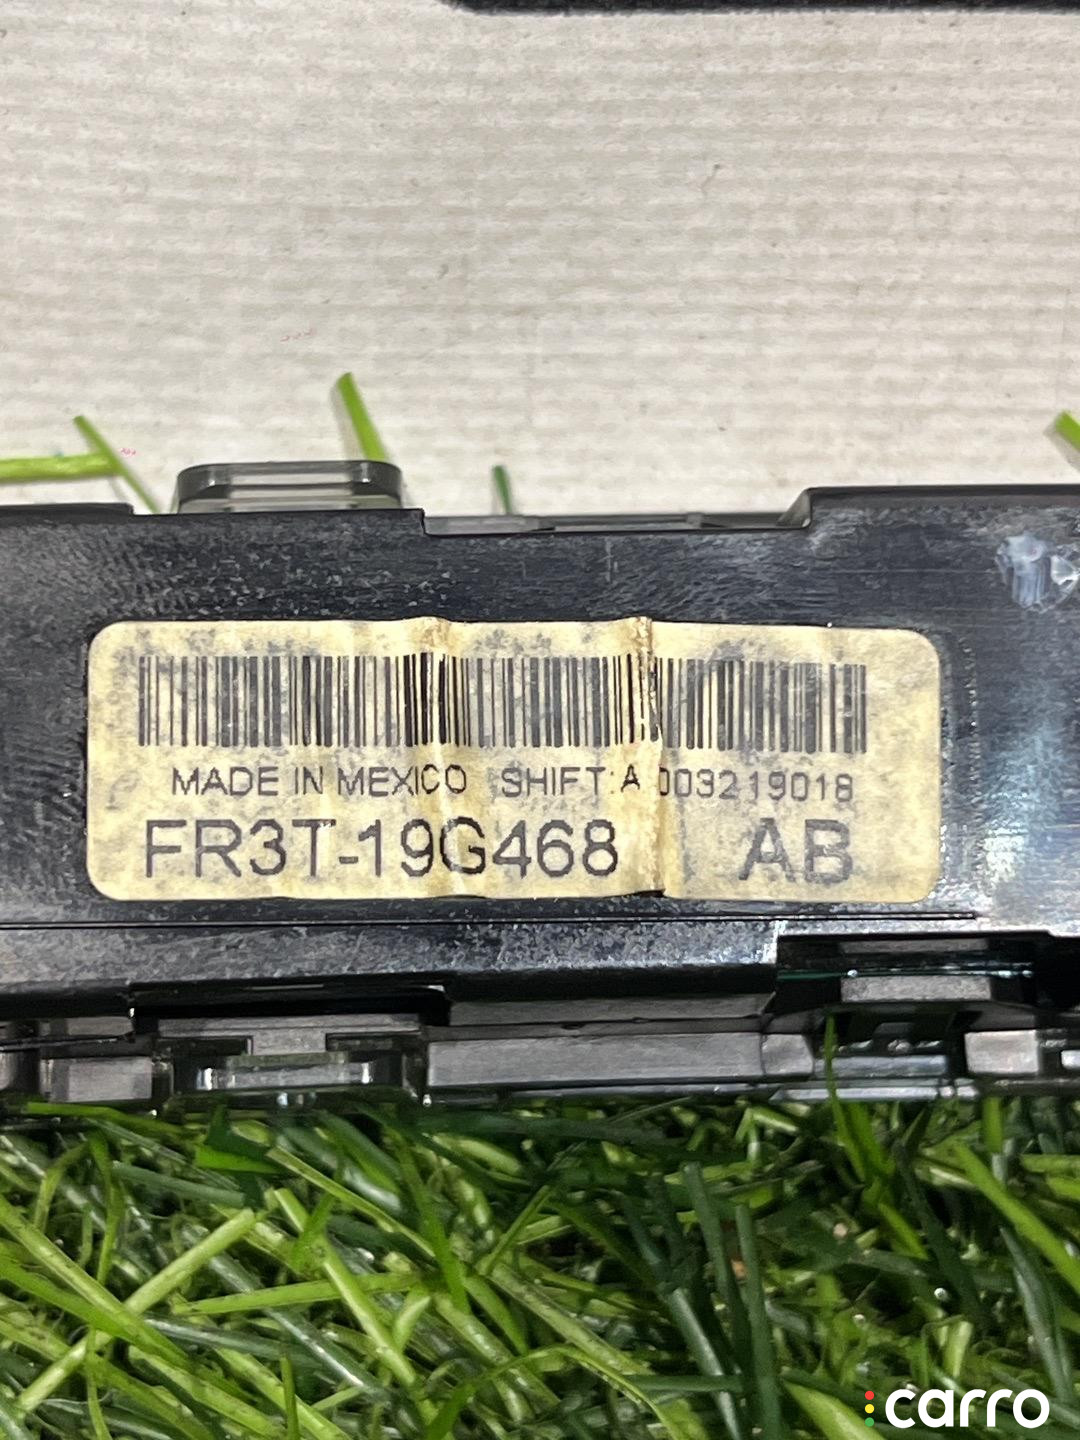 MADE IN MEXICO SHIFT:A 003219018
FR3T-19G468 AB
carro